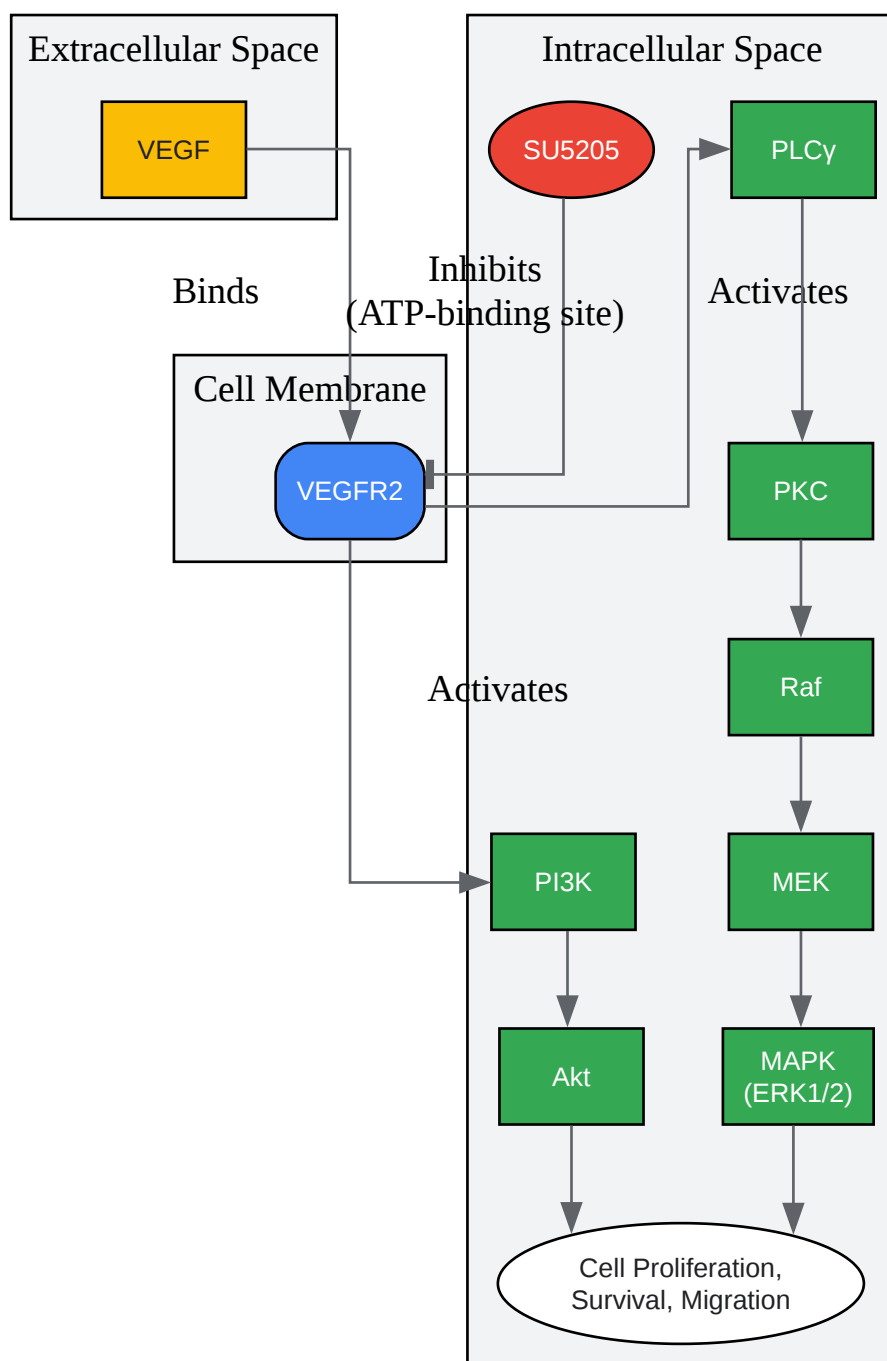 Extracellular Space
Intracellular Space
VEGF
SU5205
PLCγ
Binds
Inhibits
(ATP-binding site)
Activates
Cell Membrane
VEGFR2
PKC
Raf
Activates
PI3K
MEK
Akt
MAPK
(ERK1/2)
Cell Proliferation,
Survival, Migration